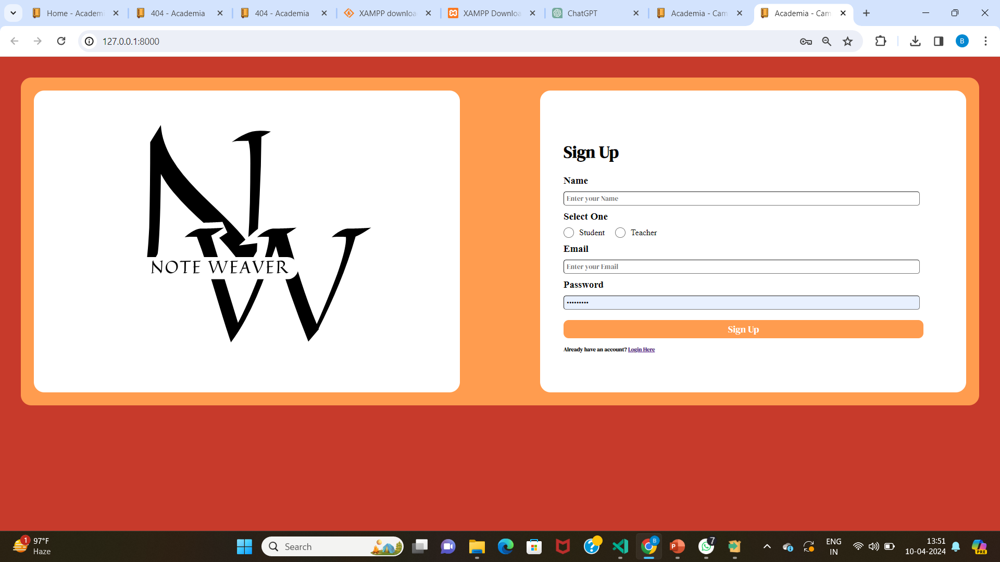 Home - Academi
404 - Academia
404 - Academia
XAMPP downloa
XAMPP Downloa
ChatGPT
Academia - Cam
Academia - Cam
127.0.0.1:8000
B
NOTE WEAVER
Sign Up
Name
Enter your Name
Select One
Student
Teacher
Email
Enter your Email
Password
•••••••••
Sign Up
Already have an account? Login Here
1
97°F
Haze
Search
B
P
7
ENG
IN
13:51
10-04-2024
PRE